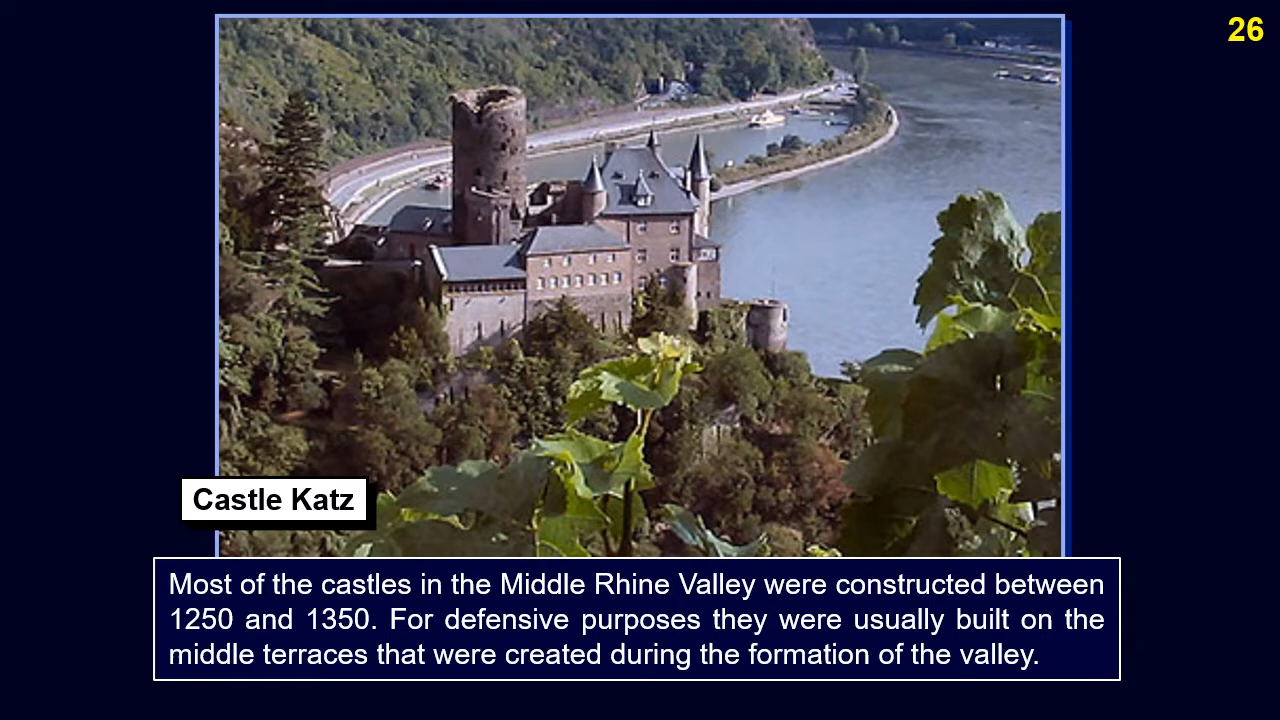 26
Castle Katz
Most of the castles in the Middle Rhine Valley were constructed between
1250 and 1350. For defensive purposes they were usually built on the
middle terraces that were created during the formation of the valley.